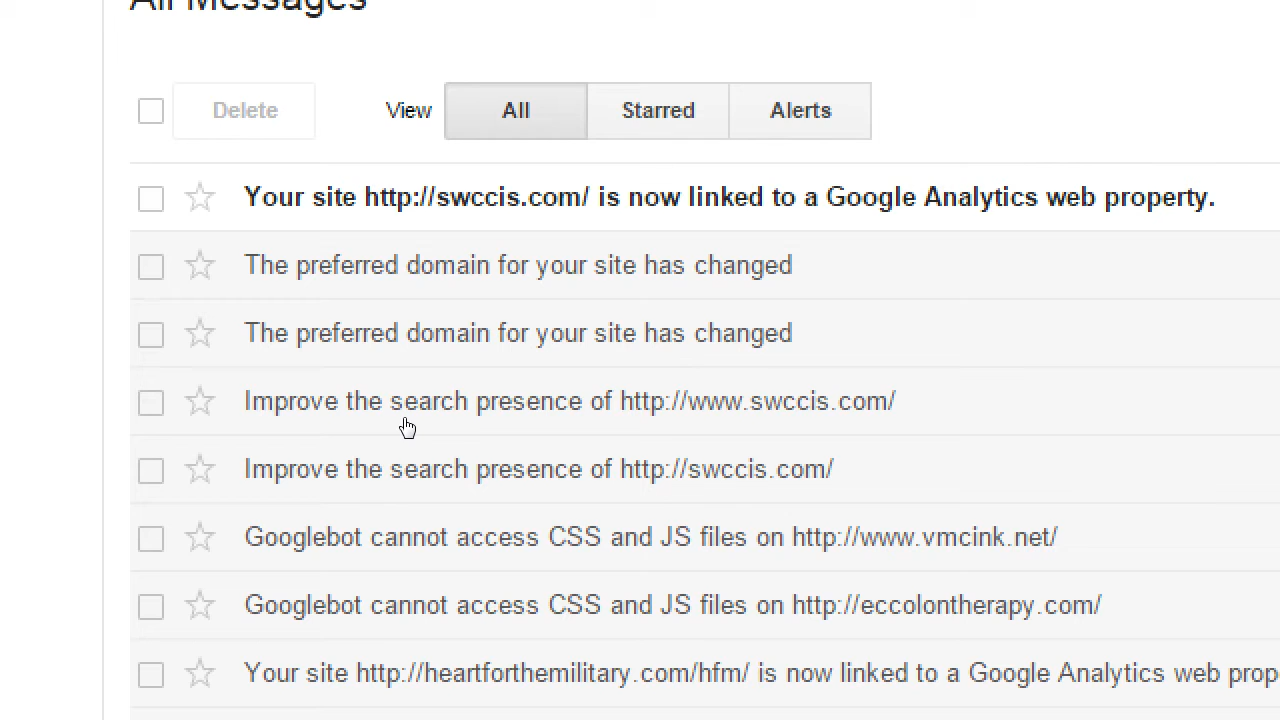 All Messages
Delete View All Starred Alerts
Your site http://swccis.com/ is now linked to a Google Analytics web property.
The preferred domain for your site has changed
The preferred domain for your site has changed
Improve the search presence of http://www.swccis.com/
Improve the search presence of http://swccis.com/
Googlebot cannot access CSS and JS files on http://www.vmcink.net/
Googlebot cannot access CSS and JS files on http://eccolontherapy.com/
Your site http://heartforthemilitary.com/hfm/ is now linked to a Google Analytics web prop